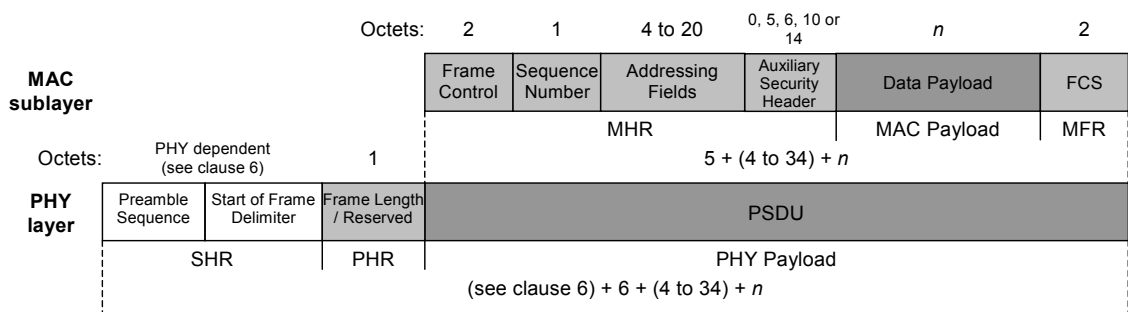 Octets: 2 1 4 to 20 0, 5, 6, 10 or 14 n 2
MAC sublayer
Frame Control
Sequence Number
Addressing Fields
Auxiliary Security Header
Data Payload
FCS
MHR MAC Payload MFR
Octets: PHY dependent (see clause 6) 1 5 + (4 to 34) + n
PHY layer
Preamble Sequence
Start of Frame Delimiter
Frame Length / Reserved
PSDU
SHR PHR PHY Payload
(see clause 6) + 6 + (4 to 34) + n